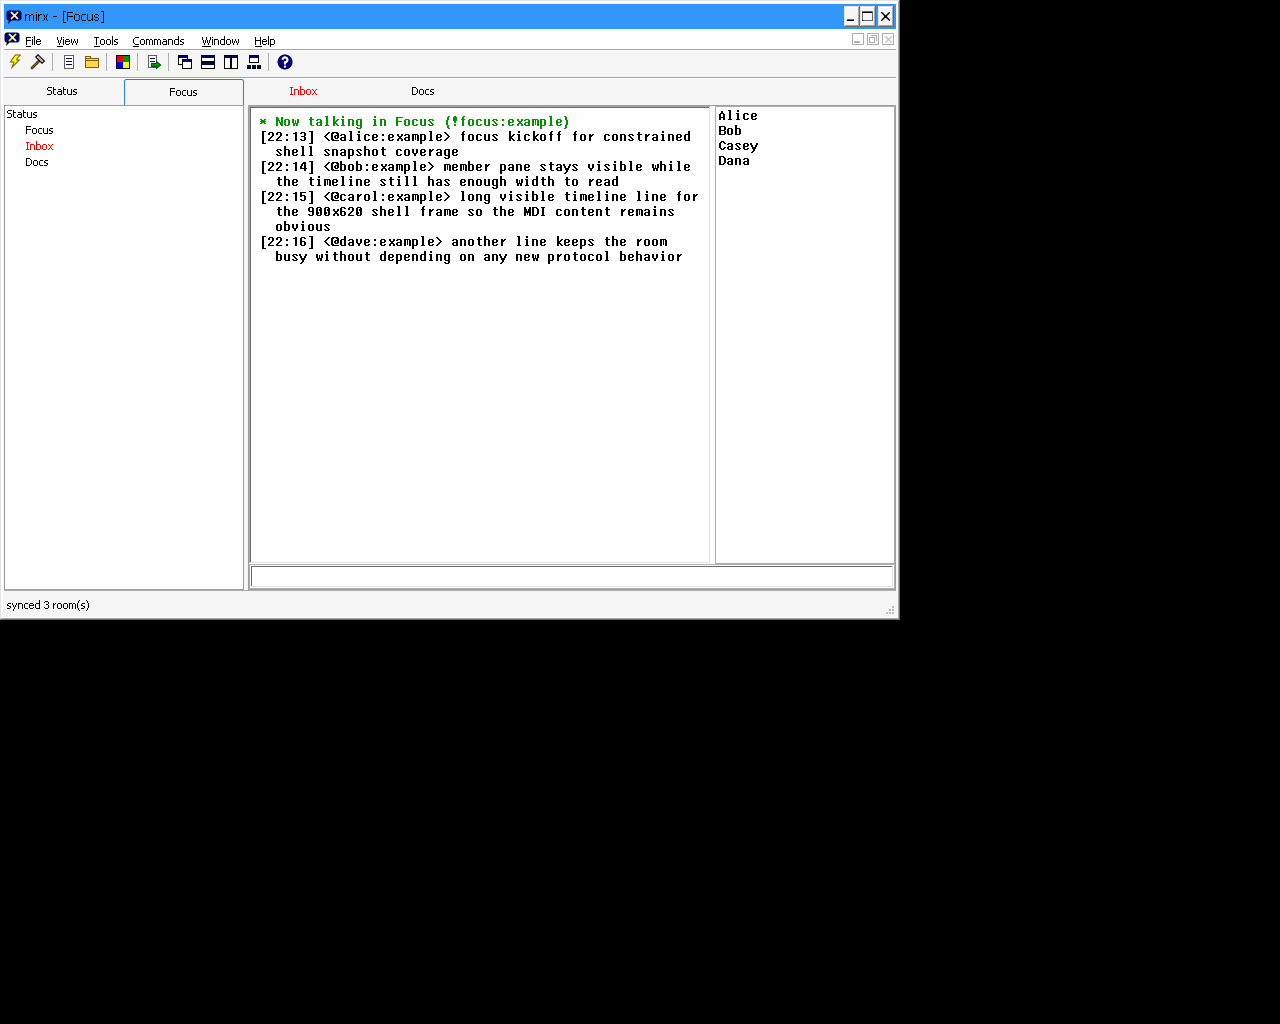 mirx - [Focus]
File View Tools Commands Window Help
Status Focus Inbox Docs
Status
Focus
Inbox
Docs
* Now talking in Focus (!focus:example)
[22:13] <@alice:example> focus kickoff for constrained
shell snapshot coverage
[22:14] <@bob:example> member pane stays visible while
the timeline still has enough width to read
[22:15] <@carol:example> long visible timeline line for
the 900x620 shell frame so the MDI content remains
obvious
[22:16] <@dave:example> another line keeps the room
busy without depending on any new protocol behavior
Alice
Bob
Casey
Dana
synced 3 room(s)